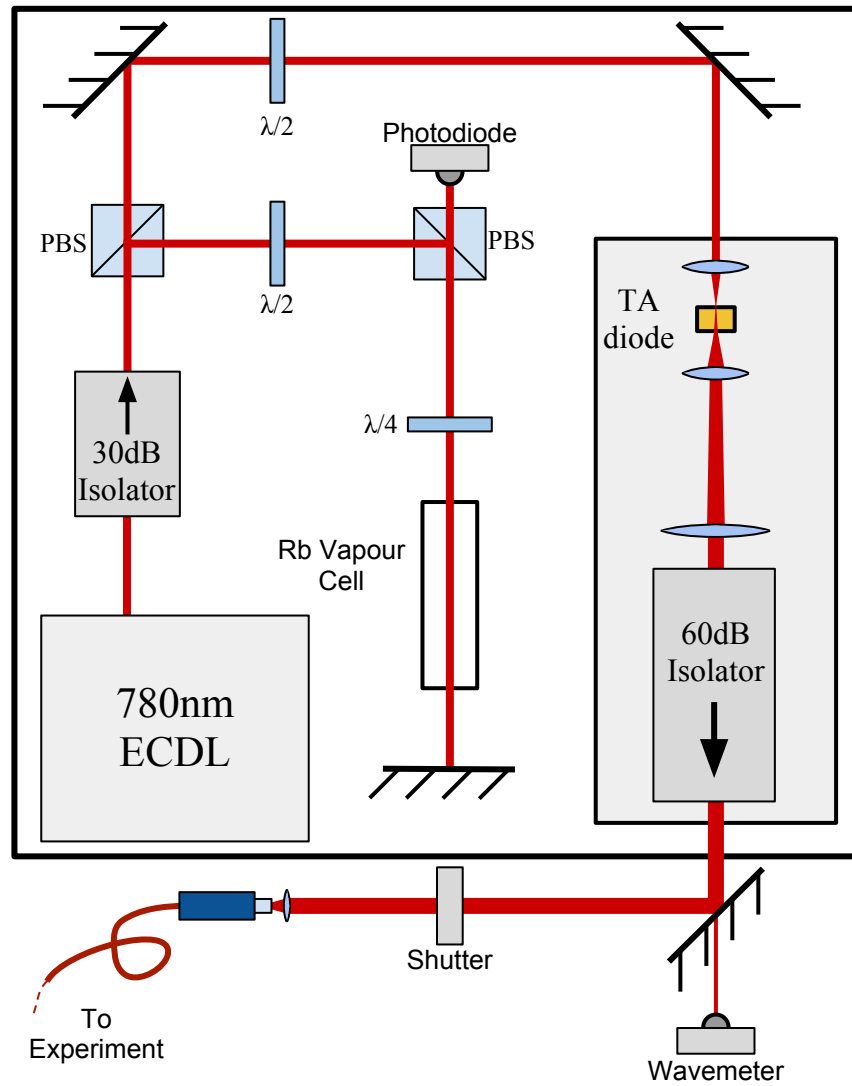 λ/2
Photodiode
PBS
λ/2
PBS
TA
diode
λ/4
30dB
Isolator
Rb Vapour
Cell
60dB
Isolator
780nm
ECDL
Shutter
To
Experiment
Wavemeter